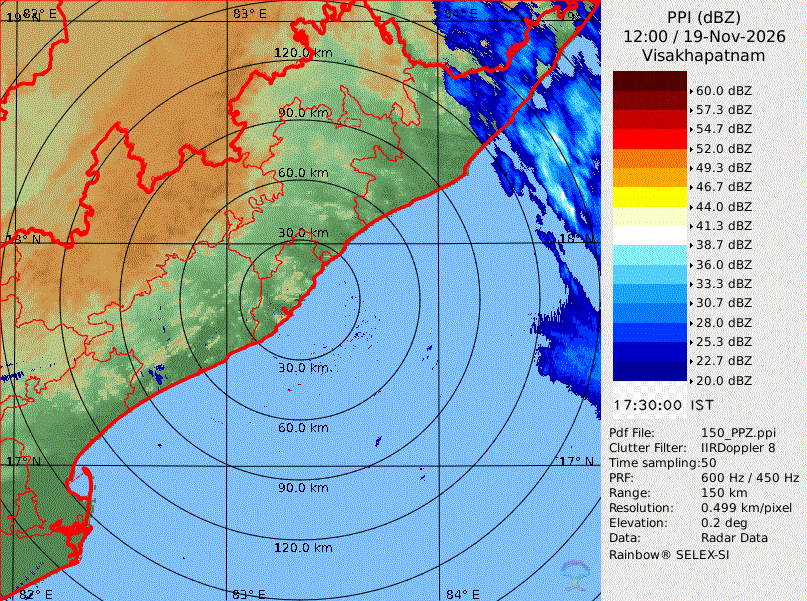 PPI (dBZ)
12:00 / 19-Nov-2026
Visakhapatnam
60.0 dBZ
57.3 dBZ
54.7 dBZ
52.0 dBZ
49.3 dBZ
46.7 dBZ
44.0 dBZ
41.3 dBZ
38.7 dBZ
36.0 dBZ
33.3 dBZ
30.7 dBZ
28.0 dBZ
25.3 dBZ
22.7 dBZ
20.0 dBZ
17:30:00 IST
Pdf File: 150_PPZ.ppi
Clutter Filter: IIRDoppler 8
Time sampling:50
PRF: 600 Hz / 450 Hz
Range: 150 km
Resolution: 0.499 km/pixel
Elevation: 0.2 deg
Data: Radar Data
Rainbow® SELEX-SI
82° E 83° E 84° E
19° N 19° N
120.0 km
90.0 km
60.0 km
30.0 km
18° N 18° N
30.0 km
60.0 km
17° N 17° N
90.0 km
120.0 km
82° E 83° E 84° E